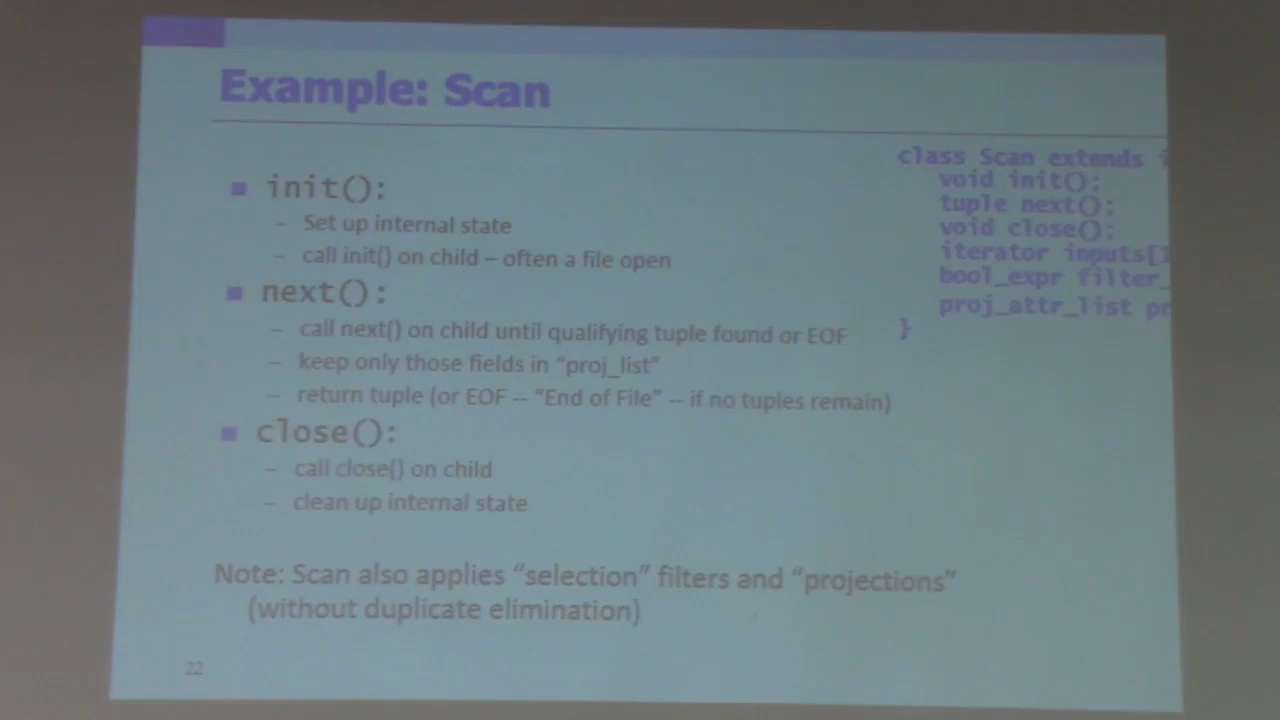 Example: Scan
init():
– Set up internal state
– call init() on child – often a file open
next():
– call next() on child until qualifying tuple found or EOF
– keep only those fields in “proj_list”
– return tuple (or EOF -- “End of File” -- if no tuples remain)
close():
– call close() on child
– clean up internal state
Note: Scan also applies “selection” filters and “projections”
(without duplicate elimination)
class Scan extends
void init();
tuple next();
void close();
iterator inputs[
bool_expr filter_
proj_attr_list pr
}
22